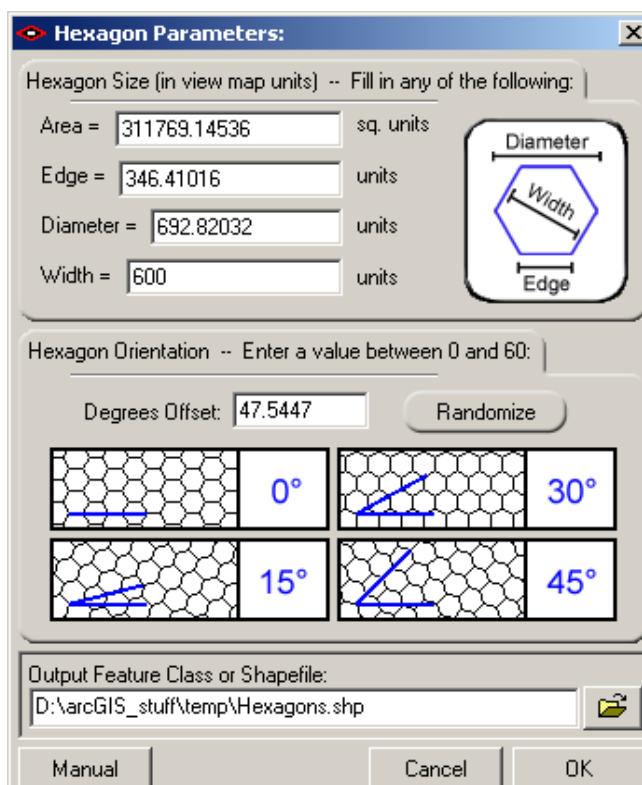 Hexagon Parameters:
Hexagon Size (in view map units) -- Fill in any of the following:
Area = 311769.14536 sq. units
Edge = 346.41016 units
Diameter = 692.82032 units
Width = 600 units
Diameter
Width
Edge
Hexagon Orientation -- Enter a value between 0 and 60:
Degrees Offset: 47.5447 Randomize
0° 30°
15° 45°
Output Feature Class or Shapefile:
D:\arcGIS_stuff\temp\Hexagons.shp
Manual Cancel OK